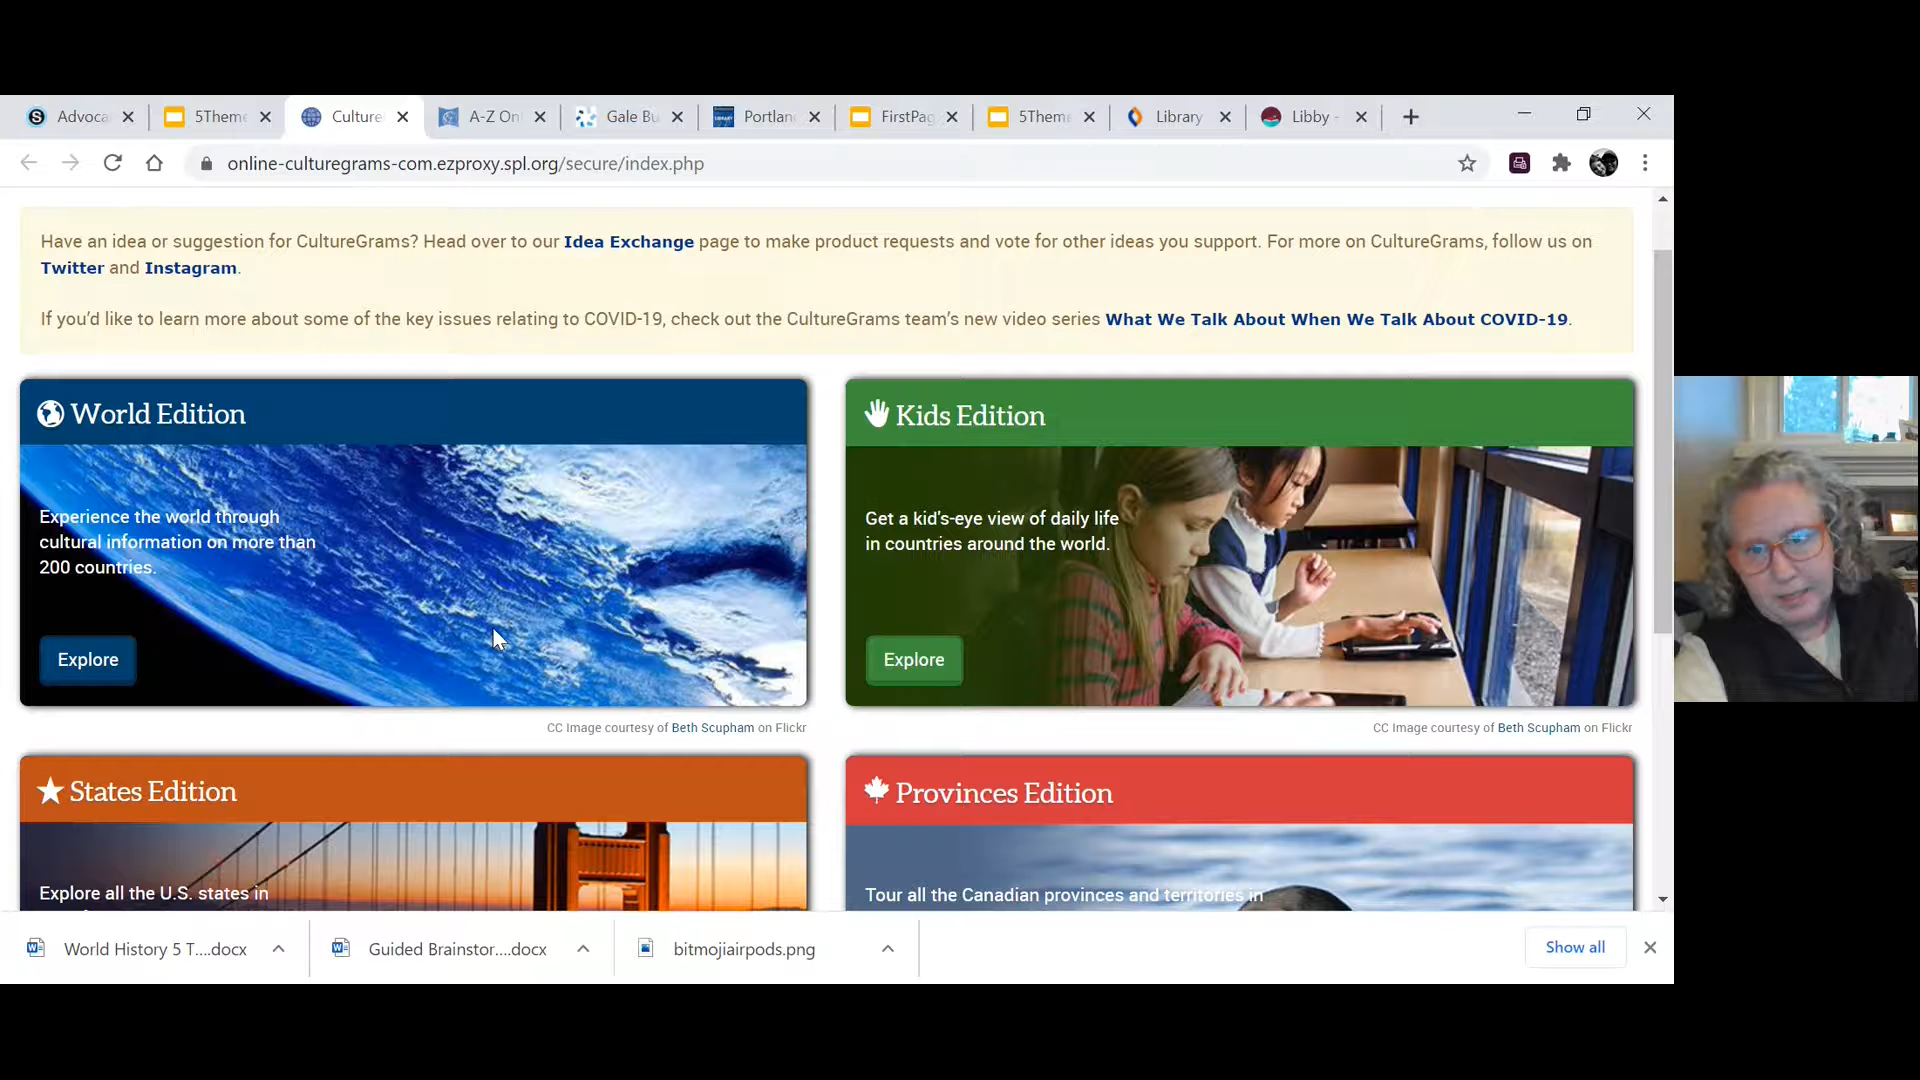 Advoca
5Theme
Culture
A-Z On
Gale Bu
Portlan
FirstPag
5Theme
Library
Libby -
online-culturegrams-com.ezproxy.spl.org/secure/index.php
Have an idea or suggestion for CultureGrams? Head over to our Idea Exchange page to make product requests and vote for other ideas you support. For more on CultureGrams, follow us on
Twitter and Instagram.
If you’d like to learn more about some of the key issues relating to COVID-19, check out the CultureGrams team’s new video series What We Talk About When We Talk About COVID-19.
World Edition
Experience the world through
cultural information on more than
200 countries.
Explore
CC Image courtesy of Beth Scupham on Flickr
Kids Edition
Get a kid's-eye view of daily life
in countries around the world.
Explore
CC Image courtesy of Beth Scupham on Flickr
States Edition
Explore all the U.S. states in
Provinces Edition
Tour all the Canadian provinces and territories in
World History 5 T....docx
Guided Brainstor....docx
bitmojiairpods.png
Show all